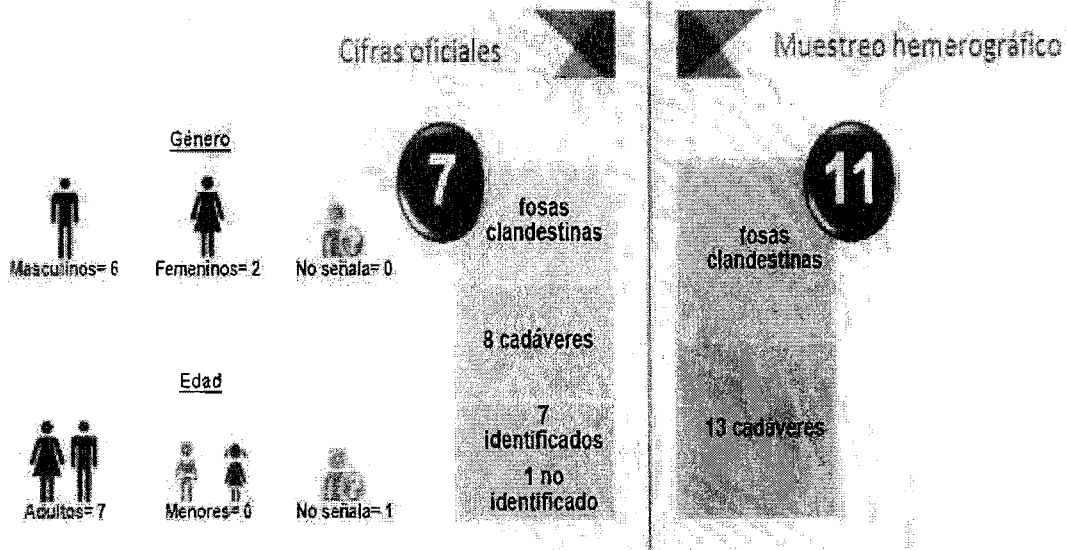 Cifras oficiales
Muestreo hemerográfico
Género
Masculinos= 6
Femeninos= 2
No señala= 0
Edad
Adultos= 7
Menores= 0
No señala= 1
7
fosas
clandestinas
8 cadáveres
7
identificados
1 no
identificado
11
fosas
clandestinas
13 cadáveres